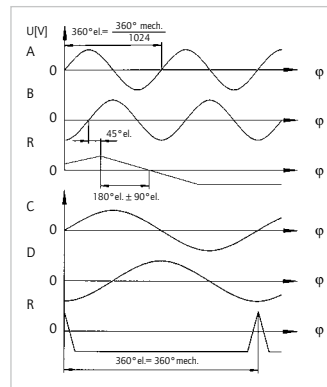 U[V]
360°el.= 360° mech.
1024
A
0
φ
B
0
φ
45°el.
R
0
φ
180°el. ± 90°el.
C
0
φ
D
0
φ
R
0
φ
360°el.= 360°mech.